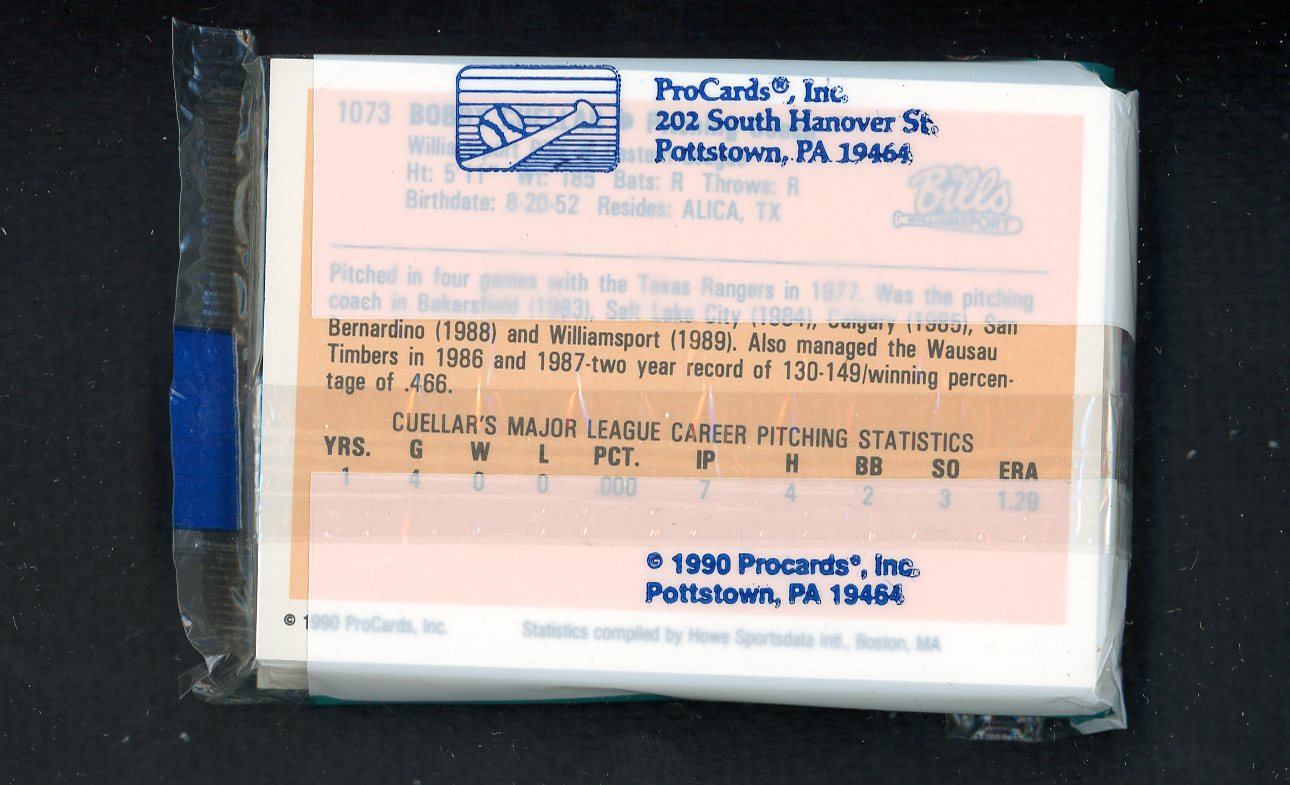 ProCards®, Inc.
202 South Hanover St.
Pottstown, PA 19464
1073
Ht: 5'11" Wt: 185 Bats: R Throws: R
Birthdate: 8-20-52 Resides: ALICA, TX
Bills
WILLIAMSPORT
Pitched in four games with the Texas Rangers in 1977. Was the pitching
coach in Bakersfield (1983), Salt Lake City (1984), Calgary (1985), San
Bernardino (1988) and Williamsport (1989). Also managed the Wausau
Timbers in 1986 and 1987-two year record of 130-149/winning percen-
tage of .466.
CUELLAR'S MAJOR LEAGUE CAREER PITCHING STATISTICS
YRS. G W L PCT. IP H BB SO ERA
1 4 0 0 .000 7 4 2 3 1.29
© 1990 Procards®, Inc.
Pottstown, PA 19464
© 1990 ProCards, Inc. Statistics compiled by Howe Sportsdata Intl., Boston, MA